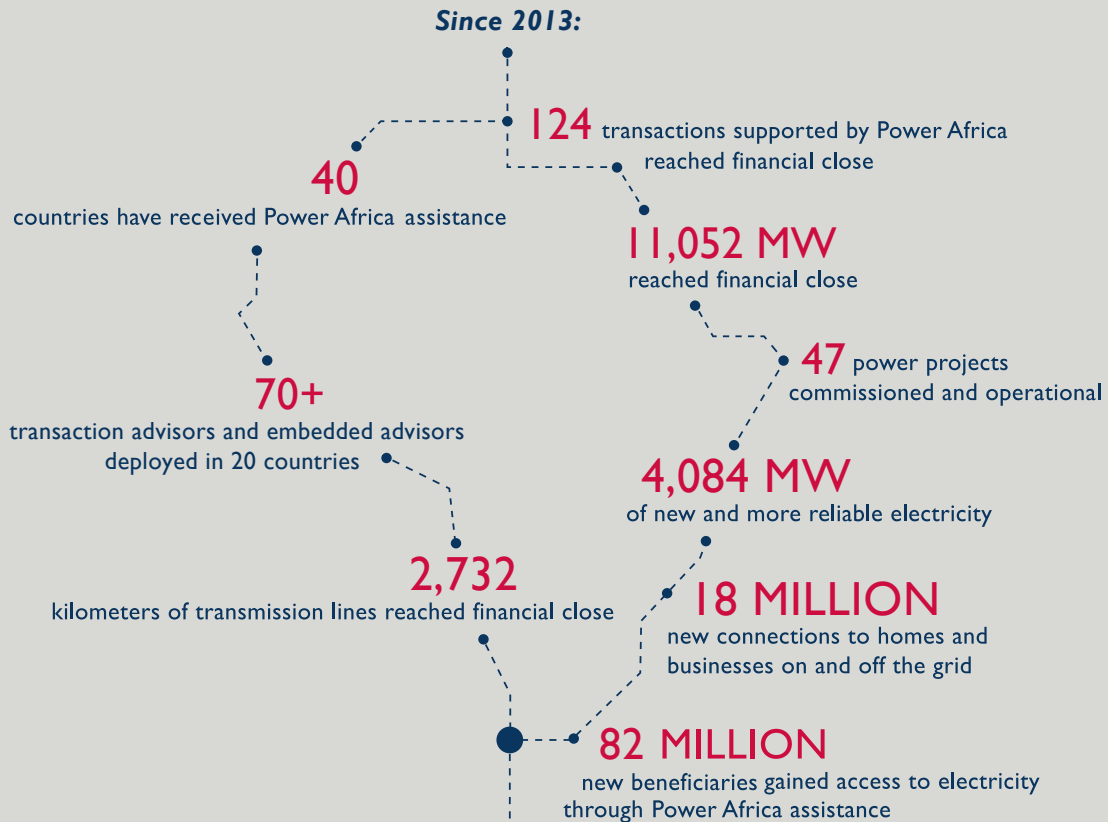 Since 2013:
124 transactions supported by Power Africa
reached financial close
40
countries have received Power Africa assistance
11,052 MW
reached financial close
47 power projects
commissioned and operational
70+
transaction advisors and embedded advisors
deployed in 20 countries
4,084 MW
of new and more reliable electricity
2,732
kilometers of transmission lines reached financial close
18 MILLION
new connections to homes and
businesses on and off the grid
82 MILLION
new beneficiaries gained access to electricity
through Power Africa assistance